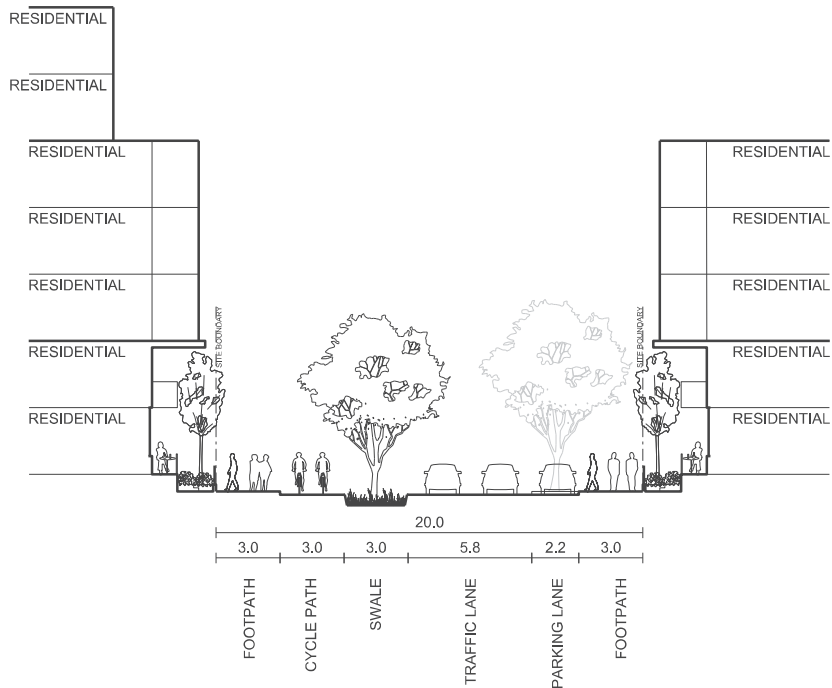 RESIDENTIAL
RESIDENTIAL
RESIDENTIAL RESIDENTIAL
RESIDENTIAL RESIDENTIAL
RESIDENTIAL RESIDENTIAL
SITE BOUNDARY SITE BOUNDARY
RESIDENTIAL RESIDENTIAL
RESIDENTIAL RESIDENTIAL
20.0
3.0 3.0 3.0 5.8 2.2 3.0
FOOTPATH
CYCLE PATH
SWALE
TRAFFIC LANE
PARKING LANE
FOOTPATH